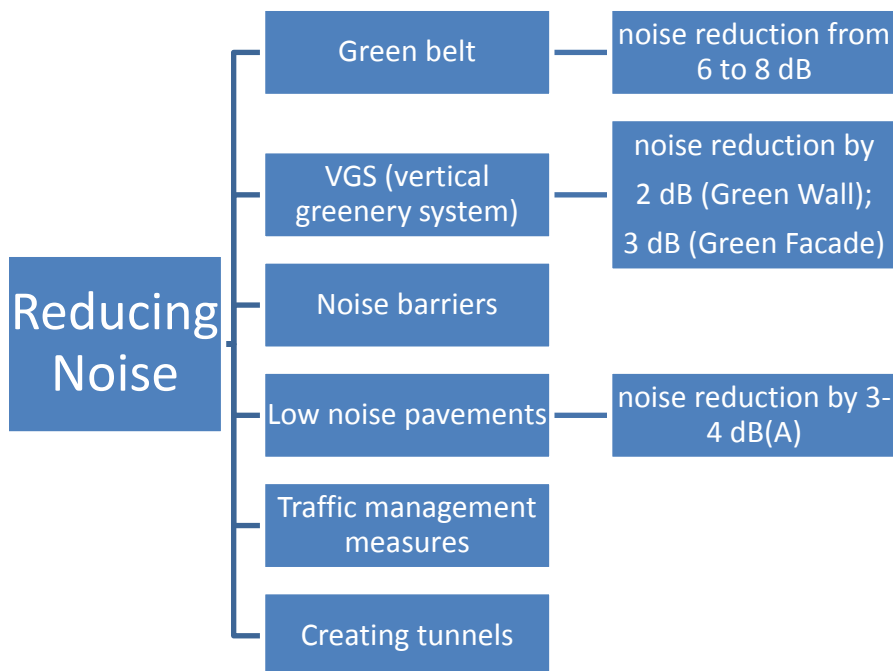 Reducing
Noise
Green belt
noise reduction from
6 to 8 dB
VGS (vertical
greenery system)
noise reduction by
2 dB (Green Wall);
3 dB (Green Facade)
Noise barriers
Low noise pavements
noise reduction by 3-
4 dB(A)
Traffic management
measures
Creating tunnels